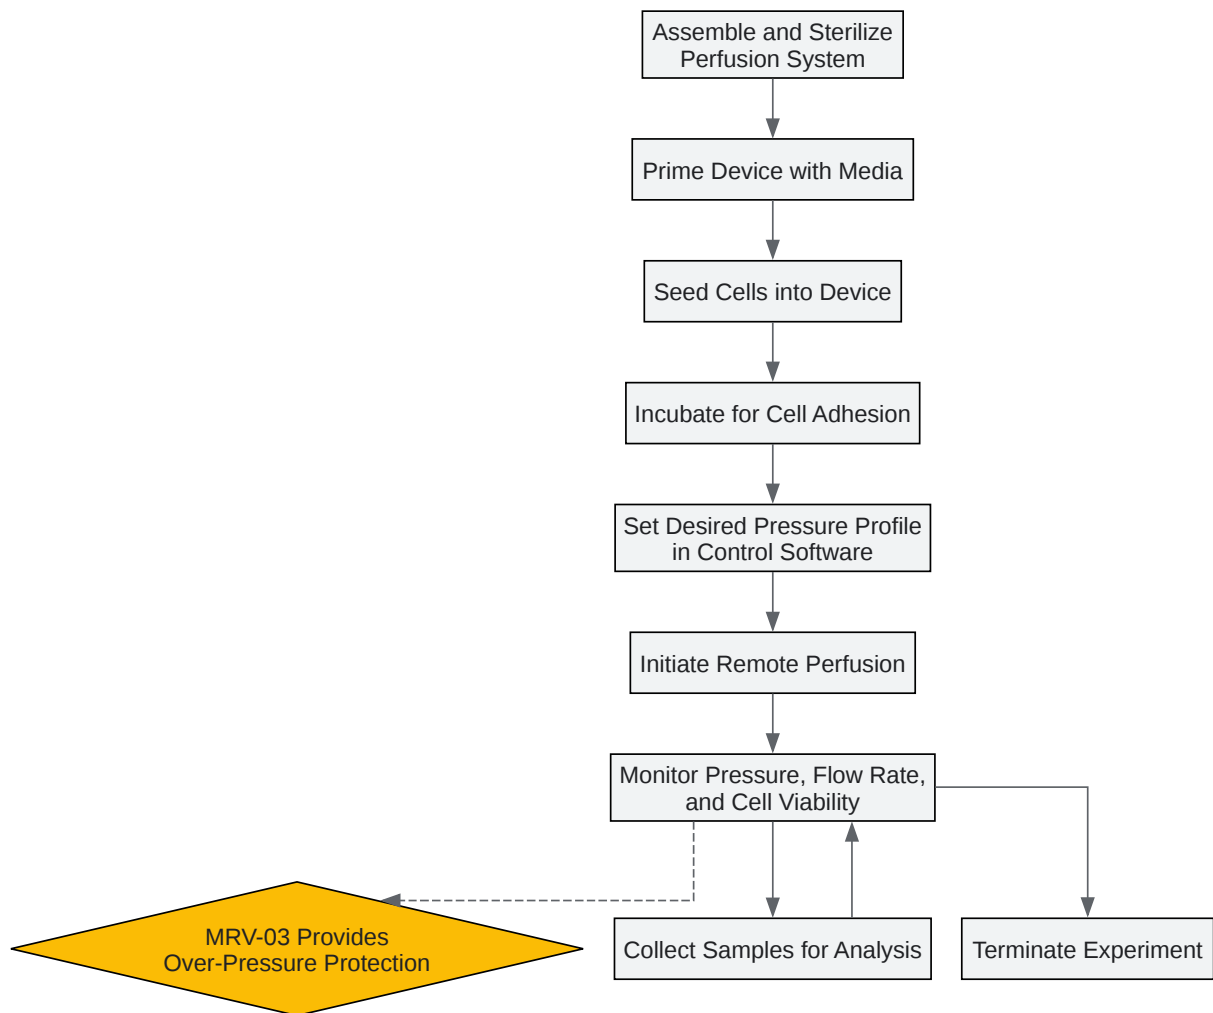 Assemble and Sterilize
Perfusion System
Prime Device with Media
Seed Cells into Device
Incubate for Cell Adhesion
Set Desired Pressure Profile
in Control Software
Initiate Remote Perfusion
Monitor Pressure, Flow Rate,
and Cell Viability
MRV-03 Provides
Over-Pressure Protection
Collect Samples for Analysis
Terminate Experiment